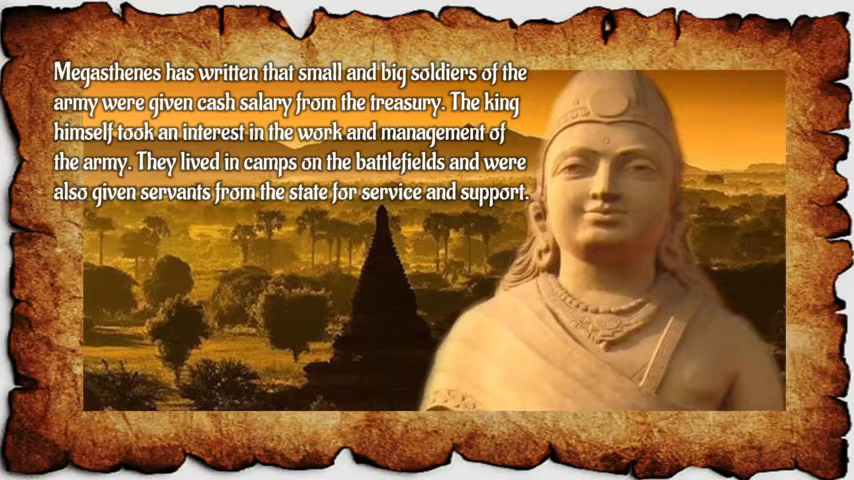 Megasthenes has written that small and big soldiers of the
army were given cash salary from the treasury. The king
himself took an interest in the work and management of
the army. They lived in camps on the battlefields and were
also given servants from the state for service and support.